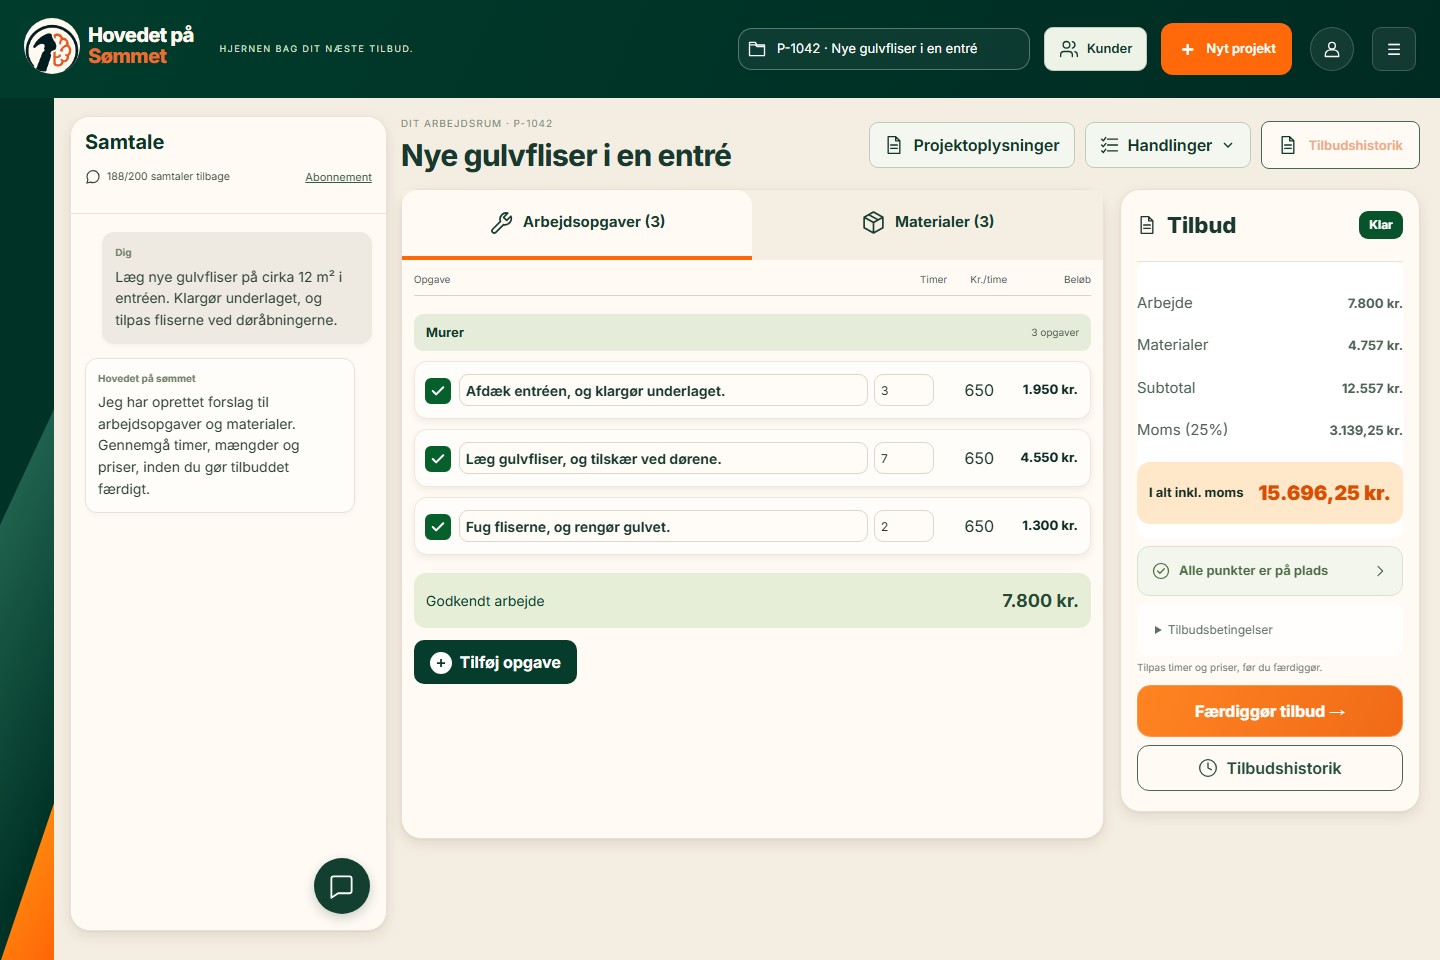 Hovedet på
Sømmet
HJERNEN BAG DIT NÆSTE TILBUD.
P-1042 · Nye gulvfliser i en entré
Kunder
Nyt projekt
Samtale
188/200 samtaler tilbage
Abonnement
Dig
Læg nye gulvfliser på cirka 12 m² i
entréen. Klargør underlaget, og
tilpas fliserne ved døråbningerne.
Hovedet på sømmet
Jeg har oprettet forslag til
arbejdsopgaver og materialer.
Gennemgå timer, mængder og
priser, inden du gør tilbuddet
færdigt.
DIT ARBEJDSRUM · P-1042
Nye gulvfliser i en entré
Projektoplysninger
Handlinger
Tilbudshistorik
Arbejdsopgaver (3)
Materialer (3)
Opgave Timer Kr./time Beløb
Murer 3 opgaver
Afdæk entréen, og klargør underlaget. 3 650 1.950 kr.
Læg gulvfliser, og tilskær ved dørene. 7 650 4.550 kr.
Fug fliserne, og rengør gulvet. 2 650 1.300 kr.
Godkendt arbejde 7.800 kr.
Tilføj opgave
Tilbud Klar
Arbejde 7.800 kr.
Materialer 4.757 kr.
Subtotal 12.557 kr.
Moms (25%) 3.139,25 kr.
I alt inkl. moms 15.696,25 kr.
Alle punkter er på plads
Tilbudsbetingelser
Tilpas timer og priser, før du færdiggør.
Færdiggør tilbud →
Tilbudshistorik